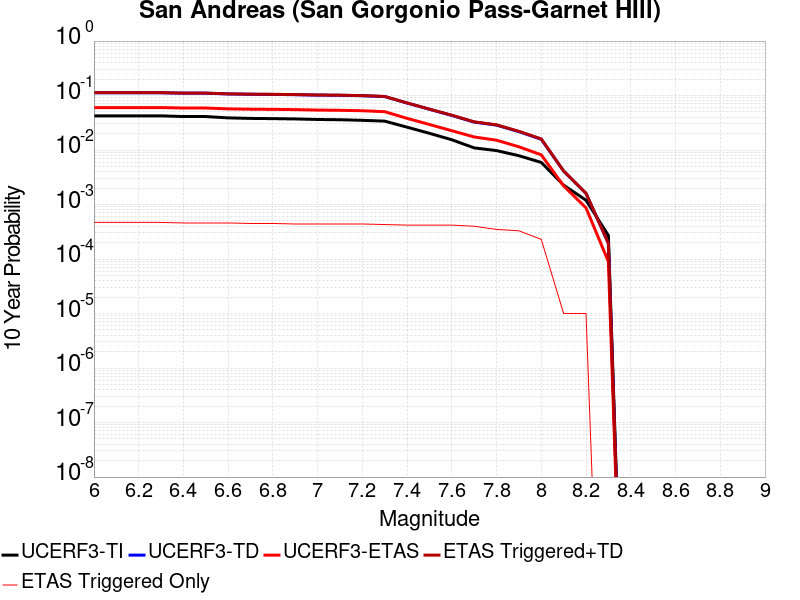 San Andreas (San Gorgonio Pass-Garnet HIll)
10 Year Probability
10^0
10^-1
10^-2
10^-3
10^-4
10^-5
10^-6
10^-7
10^-8
6 6.2 6.4 6.6 6.8 7 7.2 7.4 7.6 7.8 8 8.2 8.4 8.6 8.8 9
Magnitude
UCERF3-TI UCERF3-TD UCERF3-ETAS ETAS Triggered+TD
ETAS Triggered Only